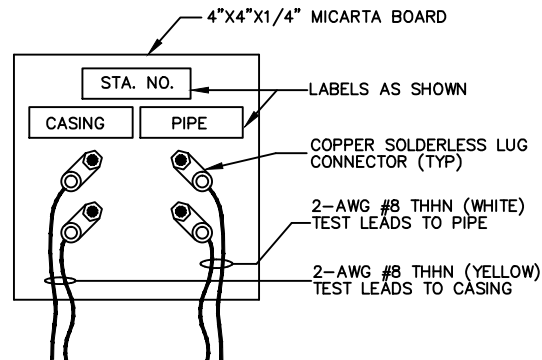 4"X4"X1/4" MICARTA BOARD
STA. NO.
LABELS AS SHOWN
CASING
PIPE
COPPER SOLDERLESS LUG
CONNECTOR (TYP)
2-AWG #8 THHN (WHITE)
TEST LEADS TO PIPE
2-AWG #8 THHN (YELLOW)
TEST LEADS TO CASING